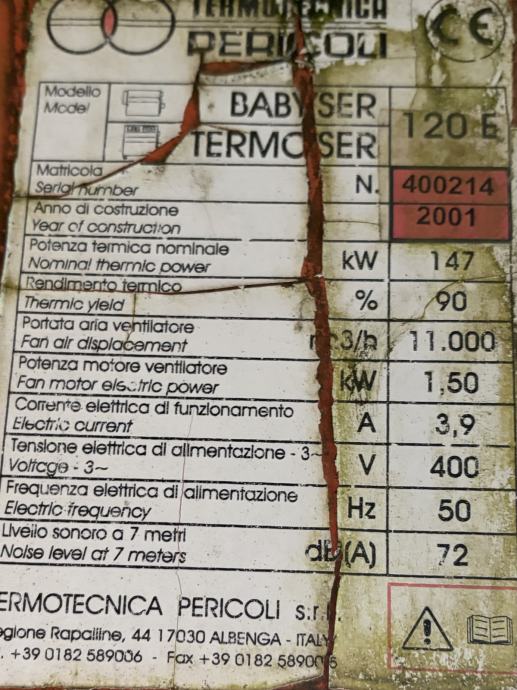 TERMOTECNICA
PERICOLI
CE
Modello
Model
BABYSER
TERMOSER
120 E
Matricola
Serial number
N.
400214
Anno di costruzione
Year of construction
2001
Potenza termica nominale
Nominal thermic power
kW
147
Rendimento termico
Thermic yield
%
90
Portata aria ventilatore
Fan air displacement
m3/h
11.000
Potenza motore ventilatore
Fan motor electric power
kW
1,50
Corrente elettrica di funzionamento
Electric current
A
3,9
Tensione elettrica di alimentazione - 3~
Voltage - 3~
V
400
Frequenza elettrica di alimentazione
Electric frequency
Hz
50
Livello sonoro a 7 metri
Noise level at 7 meters
db(A)
72
ERMOTECNICA PERICOLI s.r.l.
egione Rapalline, 44 17030 ALBENGA - ITALY
. +39 0182 589006 - Fax +39 0182